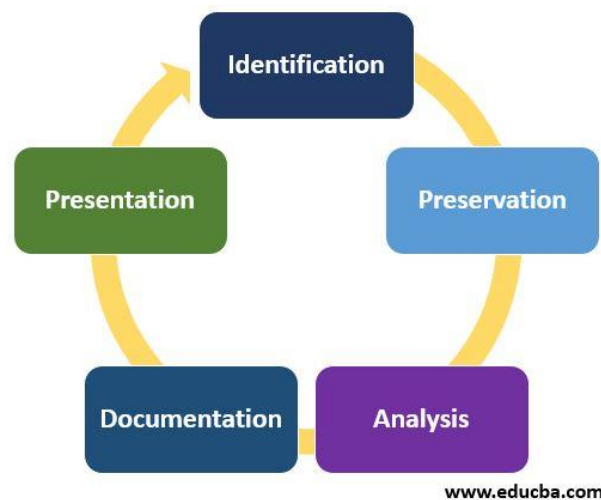 Identification
Preservation
Analysis
Documentation
Presentation
www.educba.com